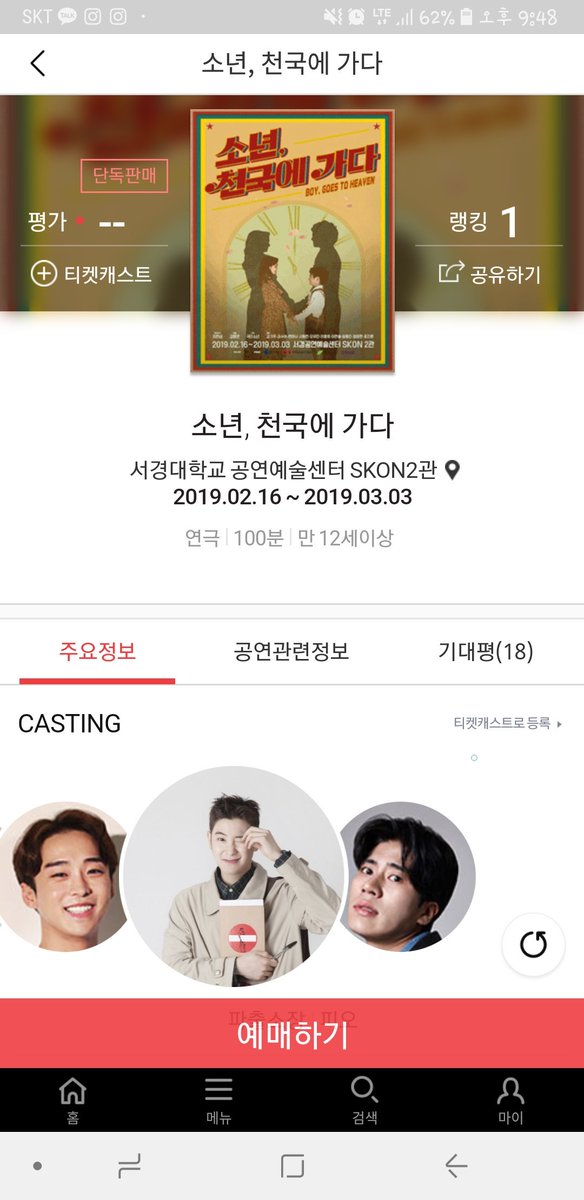 SKT LTE 62% 오후 9:48
소년, 천국에 가다
소년,
천국에 가다
BOY, GOES TO HEAVEN
2019.02.16~2019.03.03 서경공연예술센터 SKON 2관
단독판매
평가 --
티켓캐스트
랭킹 1
공유하기
소년, 천국에 가다
서경대학교 공연예술센터 SKON2관
2019.02.16 ~ 2019.03.03
연극 | 100분 | 만 12세이상
주요정보 공연관련정보 기대평(18)
CASTING 티켓캐스트로 등록
파출소장 피오
예매하기
홈 메뉴 검색 마이